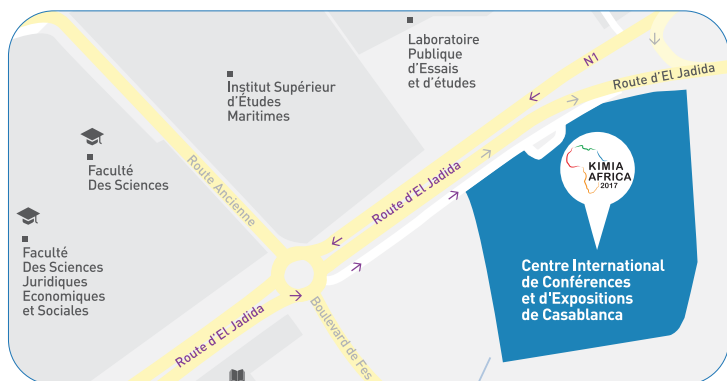 Laboratoire
Publique
d'Essais
et d'études
N1
Route d'El Jadida
Institut Supérieur
d'Études
Maritimes
KIMIA
AFRICA
2017
Faculté
Des Sciences
Route Ancienne
Route d'El Jadida
Faculté
Des Sciences
Juridiques
Economiques
et Sociales
Centre International
de Conférences
et d'Expositions
de Casablanca
Route d'El Jadida
Boulevard de Fes